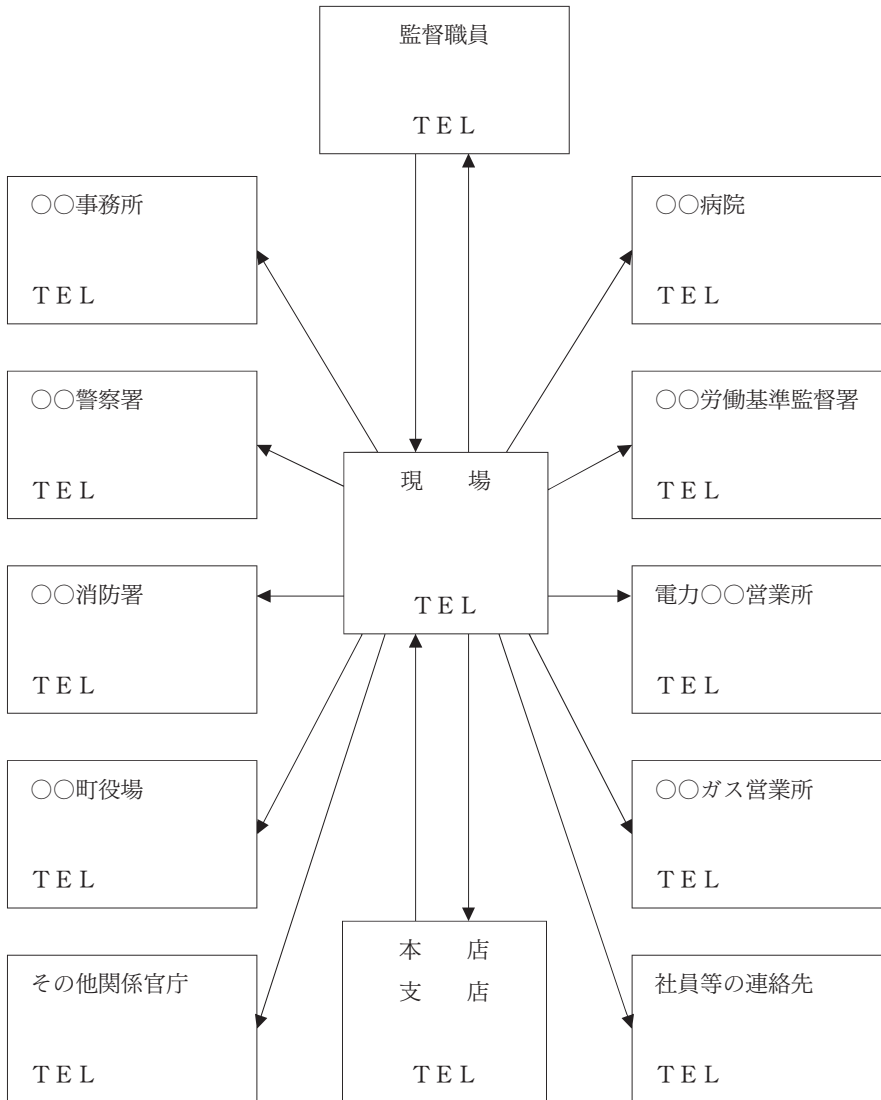 監督職員
ＴＥＬ
○○事務所
ＴＥＬ
○○病院
ＴＥＬ
○○警察署
ＴＥＬ
○○労働基準監督署
ＴＥＬ
現　場
ＴＥＬ
○○消防署
ＴＥＬ
電力○○営業所
ＴＥＬ
○○町役場
ＴＥＬ
○○ガス営業所
ＴＥＬ
その他関係官庁
ＴＥＬ
本　店
支　店
ＴＥＬ
社員等の連絡先
ＴＥＬ